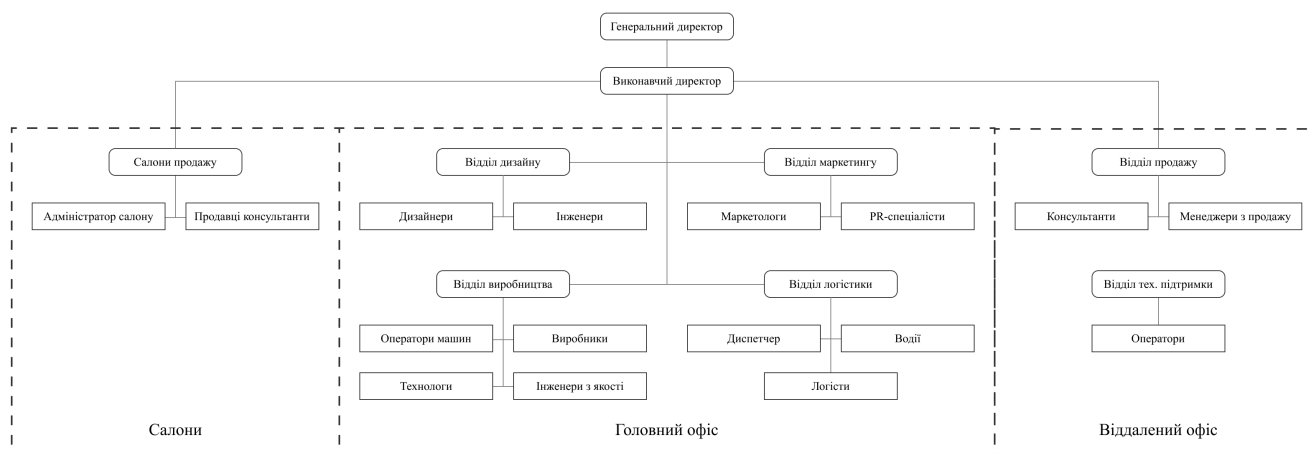 Генеральний директор
Виконавчий директор
Салони продажу
Відділ дизайну
Відділ маркетингу
Відділ продажу
Адміністратор салону
Продавці консультанти
Дизайнери
Інженери
Маркетологи
PR-спеціалісти
Консультанти
Менеджери з продажу
Відділ виробництва
Відділ логістики
Відділ тех. підтримки
Оператори машин
Виробники
Диспетчер
Водії
Оператори
Технологи
Інженери з якості
Логісти
Салони
Головний офіс
Віддалений офіс